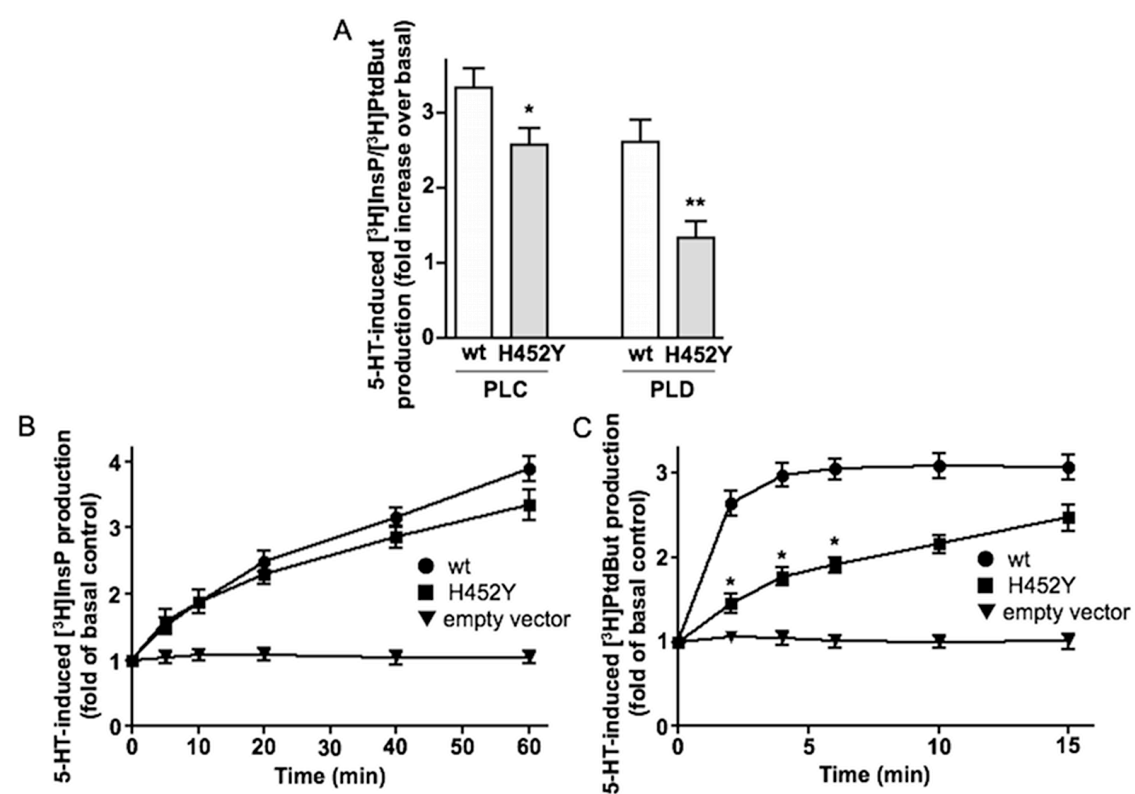 A
5-HT-induced [³H]InsP/[³H]PtdBut
production (fold increase over basal)
3
2
1
0
*
**
wt H452Y wt H452Y
PLC PLD
B
5-HT-induced [³H]InsP production
(fold of basal control)
4
3
2
1
0
wt
H452Y
empty vector
0 10 20 30 40 50 60
Time (min)
C
5-HT-induced [³H]PtdBut production
(fold of basal control)
3
2
1
0
* * *
wt
H452Y
empty vector
0 5 10 15
Time (min)